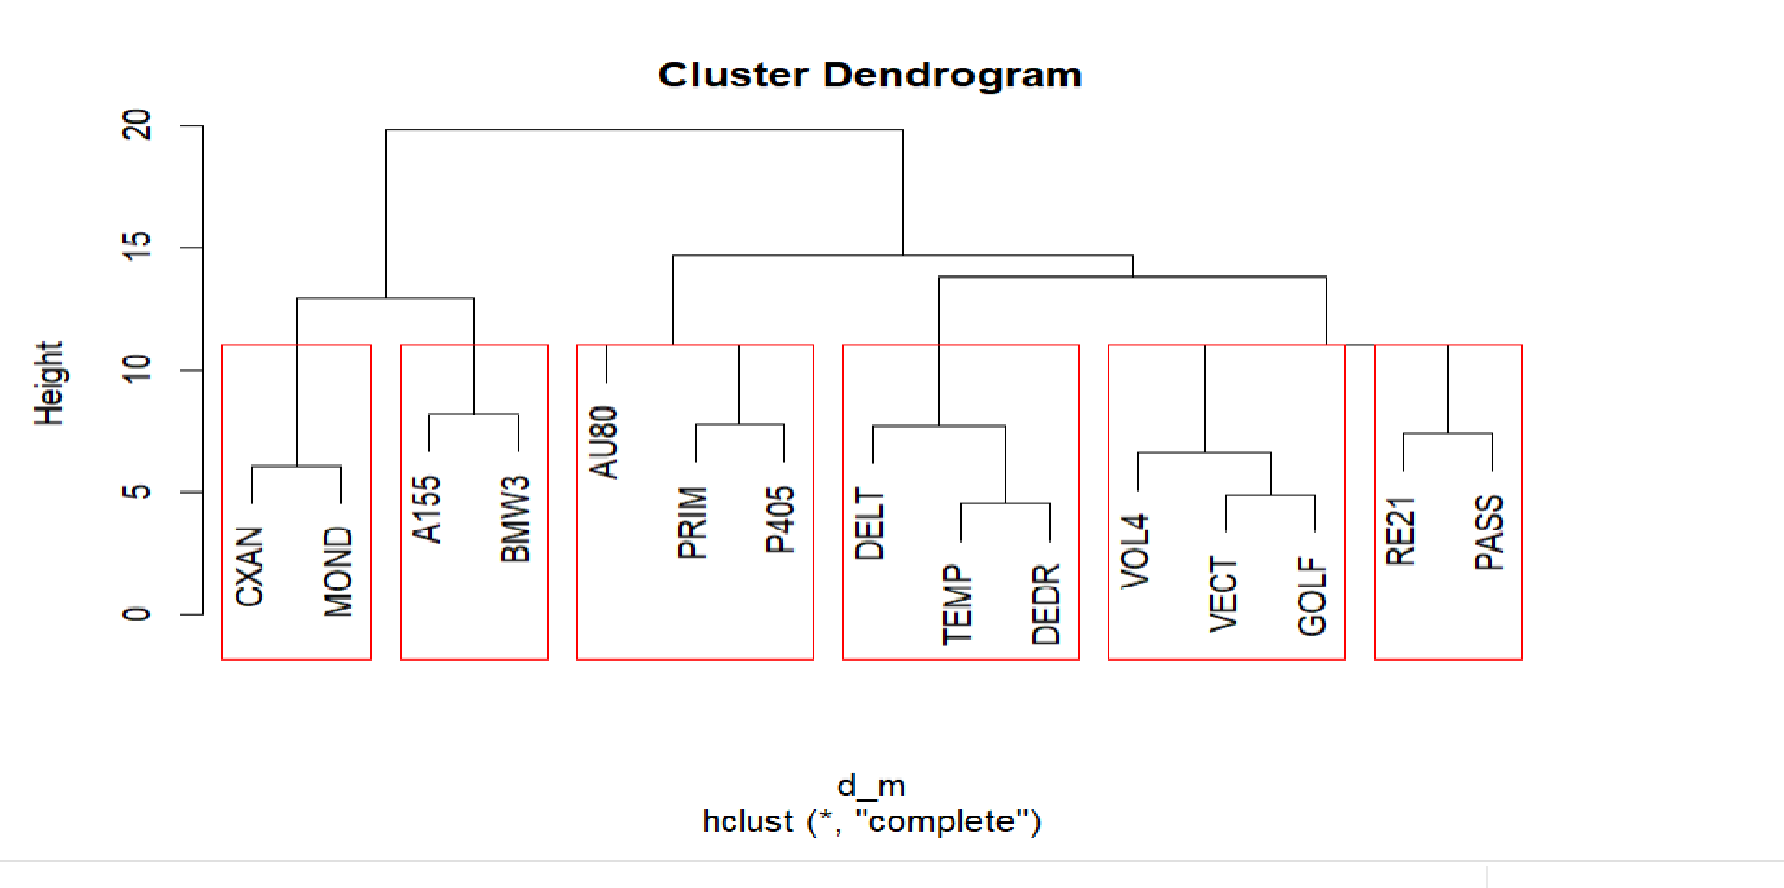 Cluster Dendrogram
Height
20
15
10
5
0
CXAN
MOND
A155
BMW3
AU80
PRIM
P405
DELT
TEMP
DEDR
VOL4
VECT
GOLF
RE21
PASS
d_m
hclust (*, "complete")